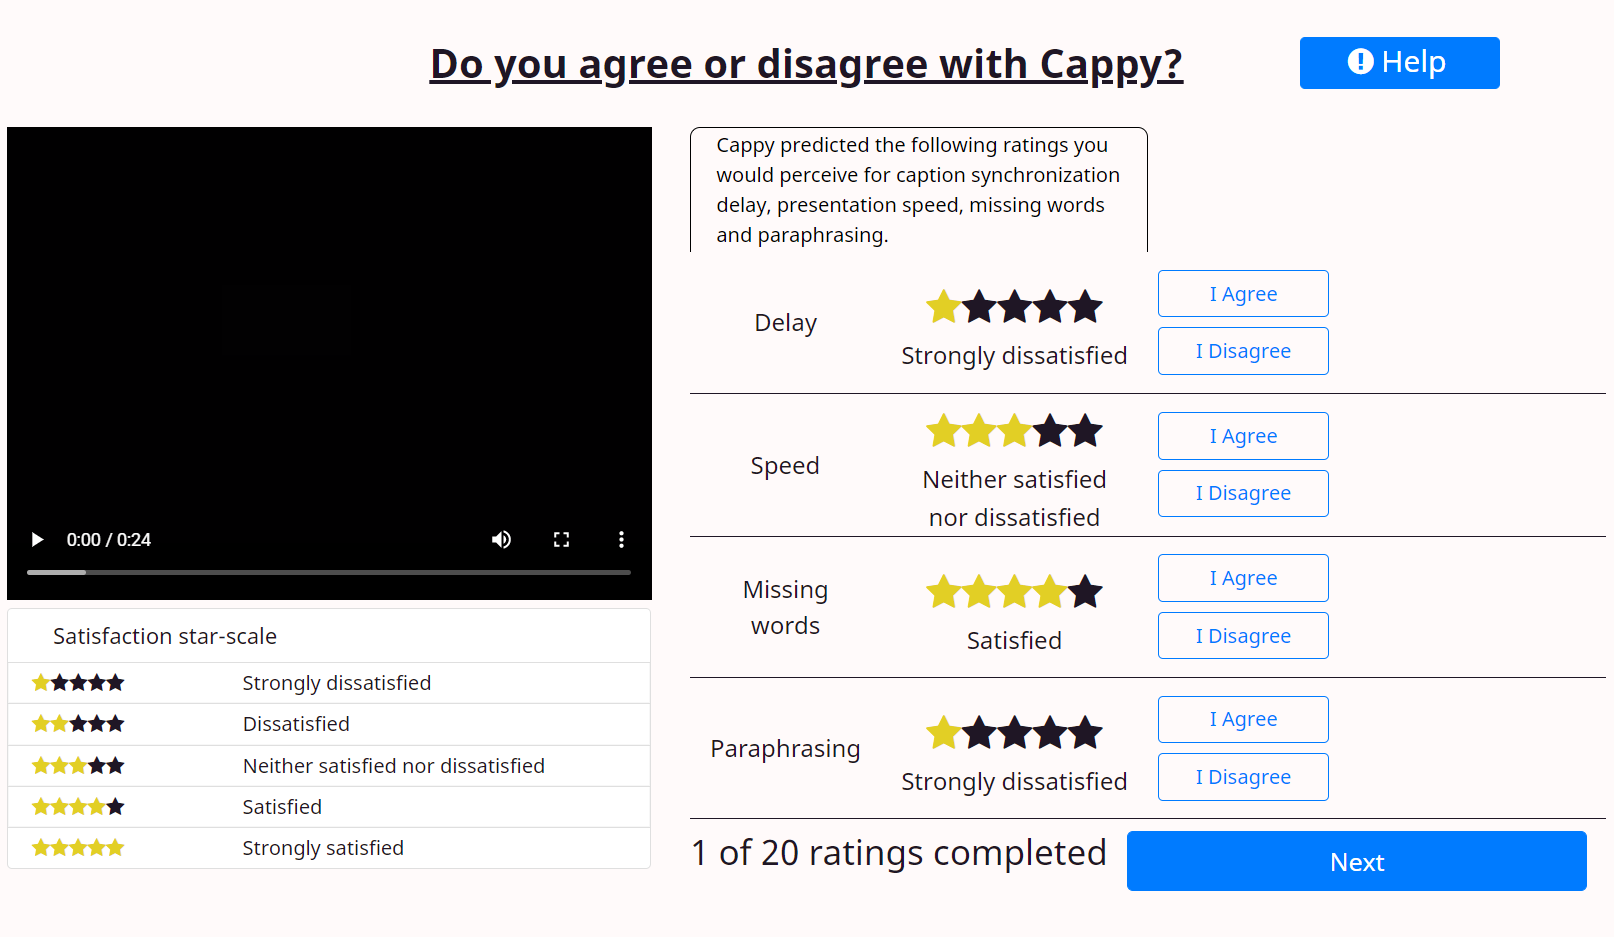 Do you agree or disagree with Cappy?
Help
0:00 / 0:24
Satisfaction star-scale
Strongly dissatisfied
Dissatisfied
Neither satisfied nor dissatisfied
Satisfied
Strongly satisfied
Cappy predicted the following ratings you
would perceive for caption synchronization
delay, presentation speed, missing words
and paraphrasing.
Delay
Strongly dissatisfied
I Agree
I Disagree
Speed
Neither satisfied
nor dissatisfied
I Agree
I Disagree
Missing
words
Satisfied
I Agree
I Disagree
Paraphrasing
Strongly dissatisfied
I Agree
I Disagree
1 of 20 ratings completed
Next